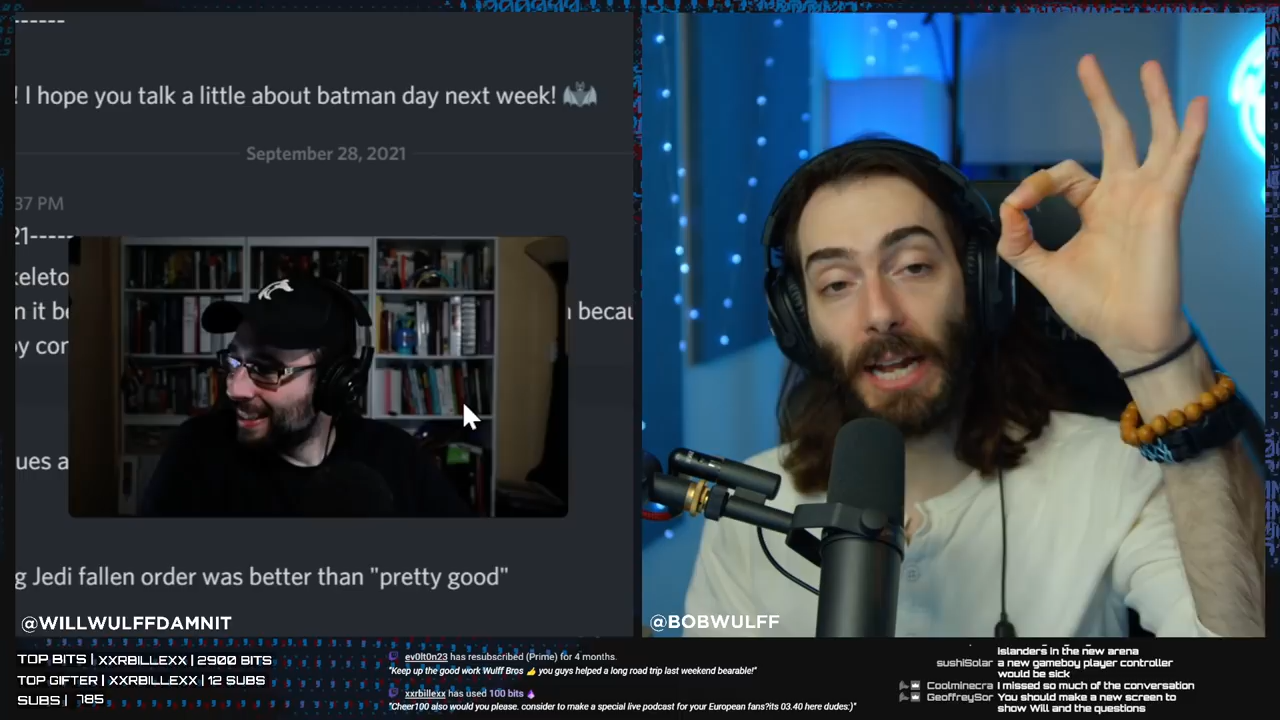 ! I hope you talk a little about batman day next week!
September 28, 2021
37 PM
21-----
keleto
n it be
n becau
by con
ues a
g Jedi fallen order was better than "pretty good"
@WILLWULFFDAMNIT
@BOBWULFF
TOP BITS | XXRBILLEXX | 2900 BITS
TOP GIFTER | XXRBILLEXX | 12 SUBS
SUBS | 785
ev0lt0n23 has resubscribed (Prime) for 4 months.
"Keep up the good work Wulff Bros 👍 you guys helped a long road trip last weekend bearable!"
xxrbillexx has used 100 bits
"Cheer100 also would you please. consider to make a special live podcast for your European fans?its 03.40 here dudes:)"
Islanders in the new arena
sushiSolar a new gameboy player controller
would be sick
Coolminecra I missed so much of the conversation
GeoffreySor You should make a new screen to
show Will and the questions